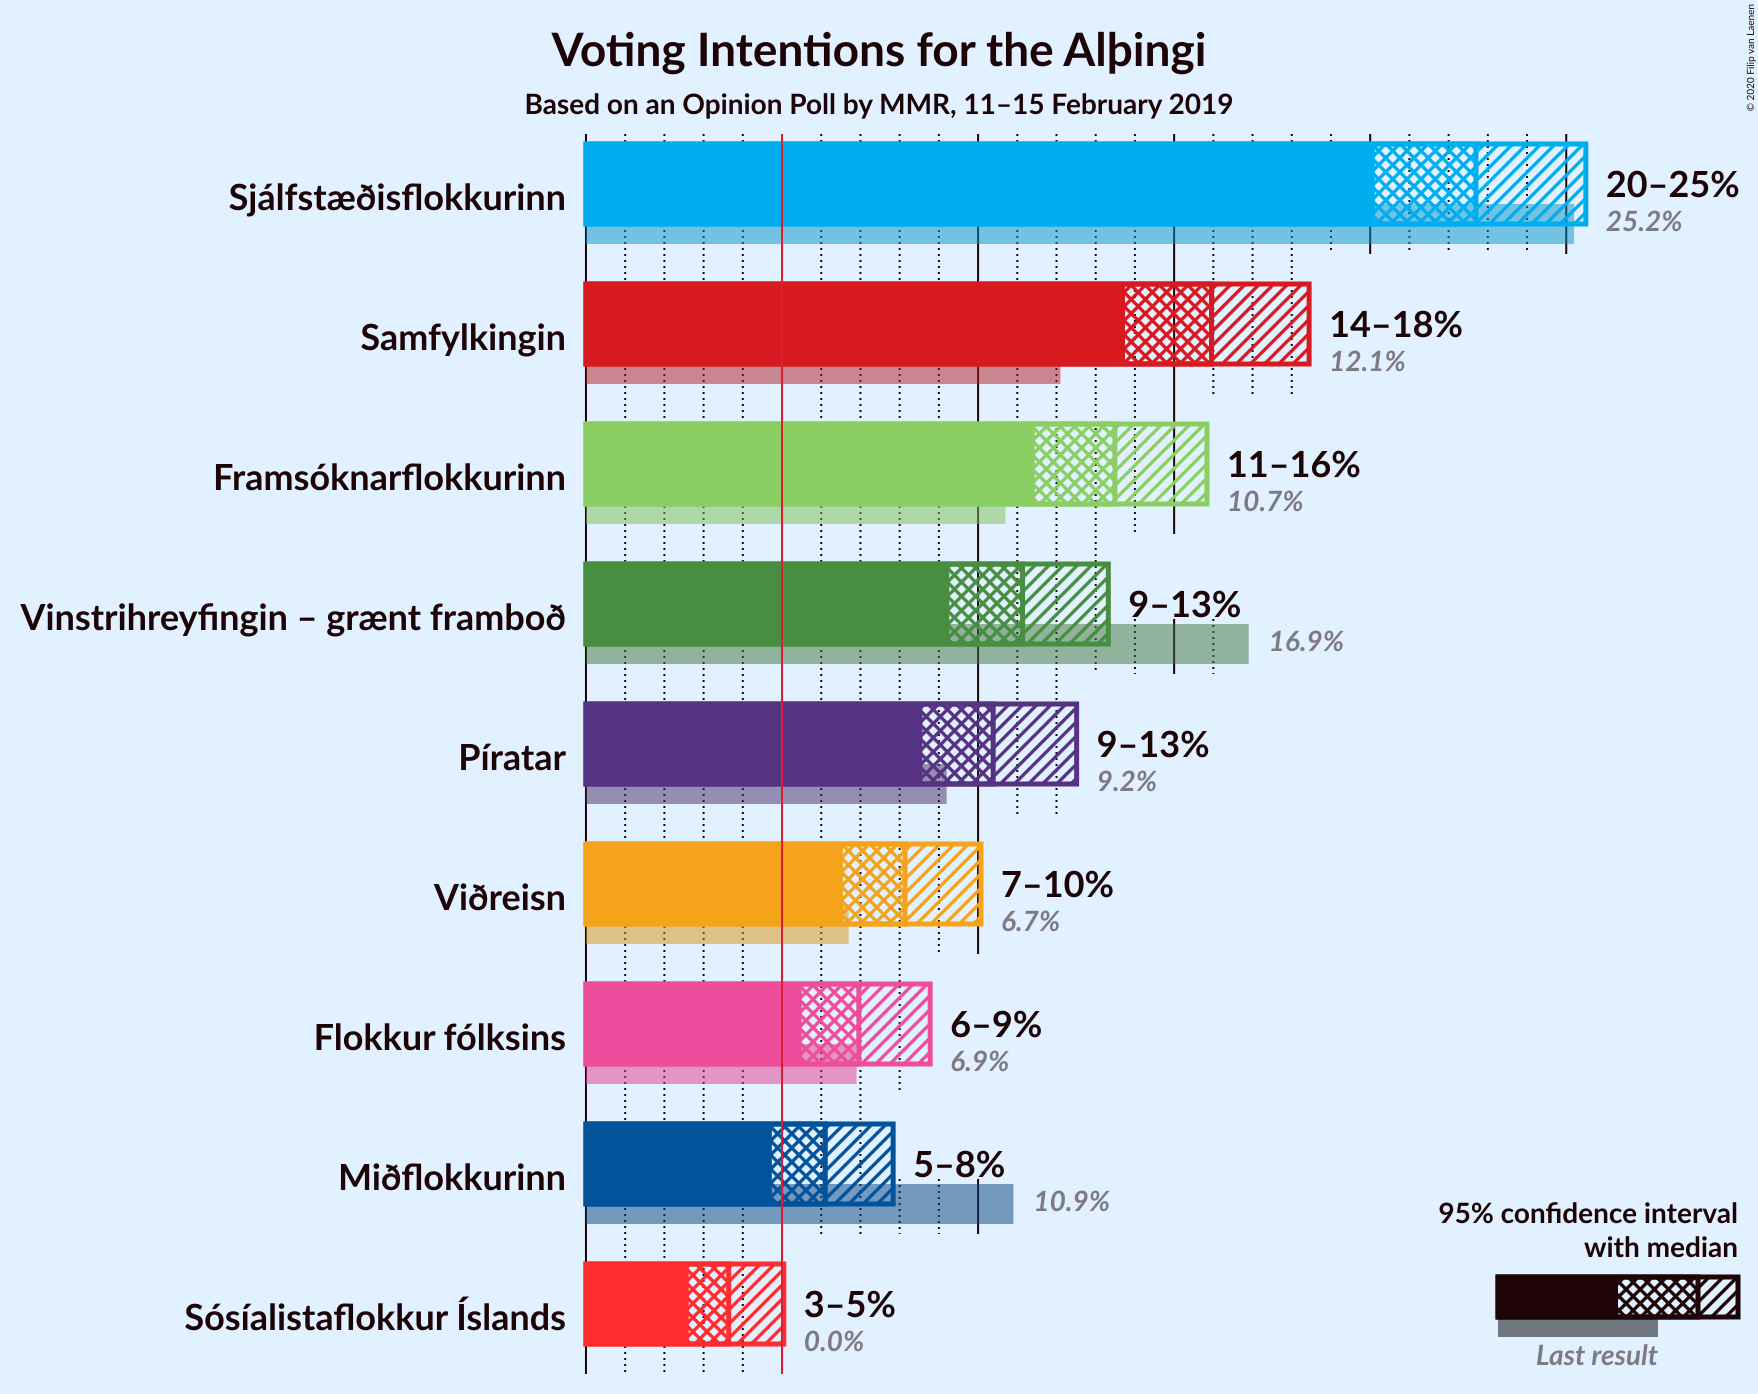 Voting Intentions for the Alþingi
Based on an Opinion Poll by MMR, 11–15 February 2019
© 2020 Filip van Laenen
Sjálfstæðisflokkurinn
20–25%
25.2%
Samfylkingin
14–18%
12.1%
Framsóknarflokkurinn
11–16%
10.7%
Vinstrihreyfingin – grænt framboð
9–13%
16.9%
Píratar
9–13%
9.2%
Viðreisn
7–10%
6.7%
Flokkur fólksins
6–9%
6.9%
Miðflokkurinn
5–8%
10.9%
Sósíalistaflokkur Íslands
3–5%
0.0%
95% confidence interval
with median
Last result